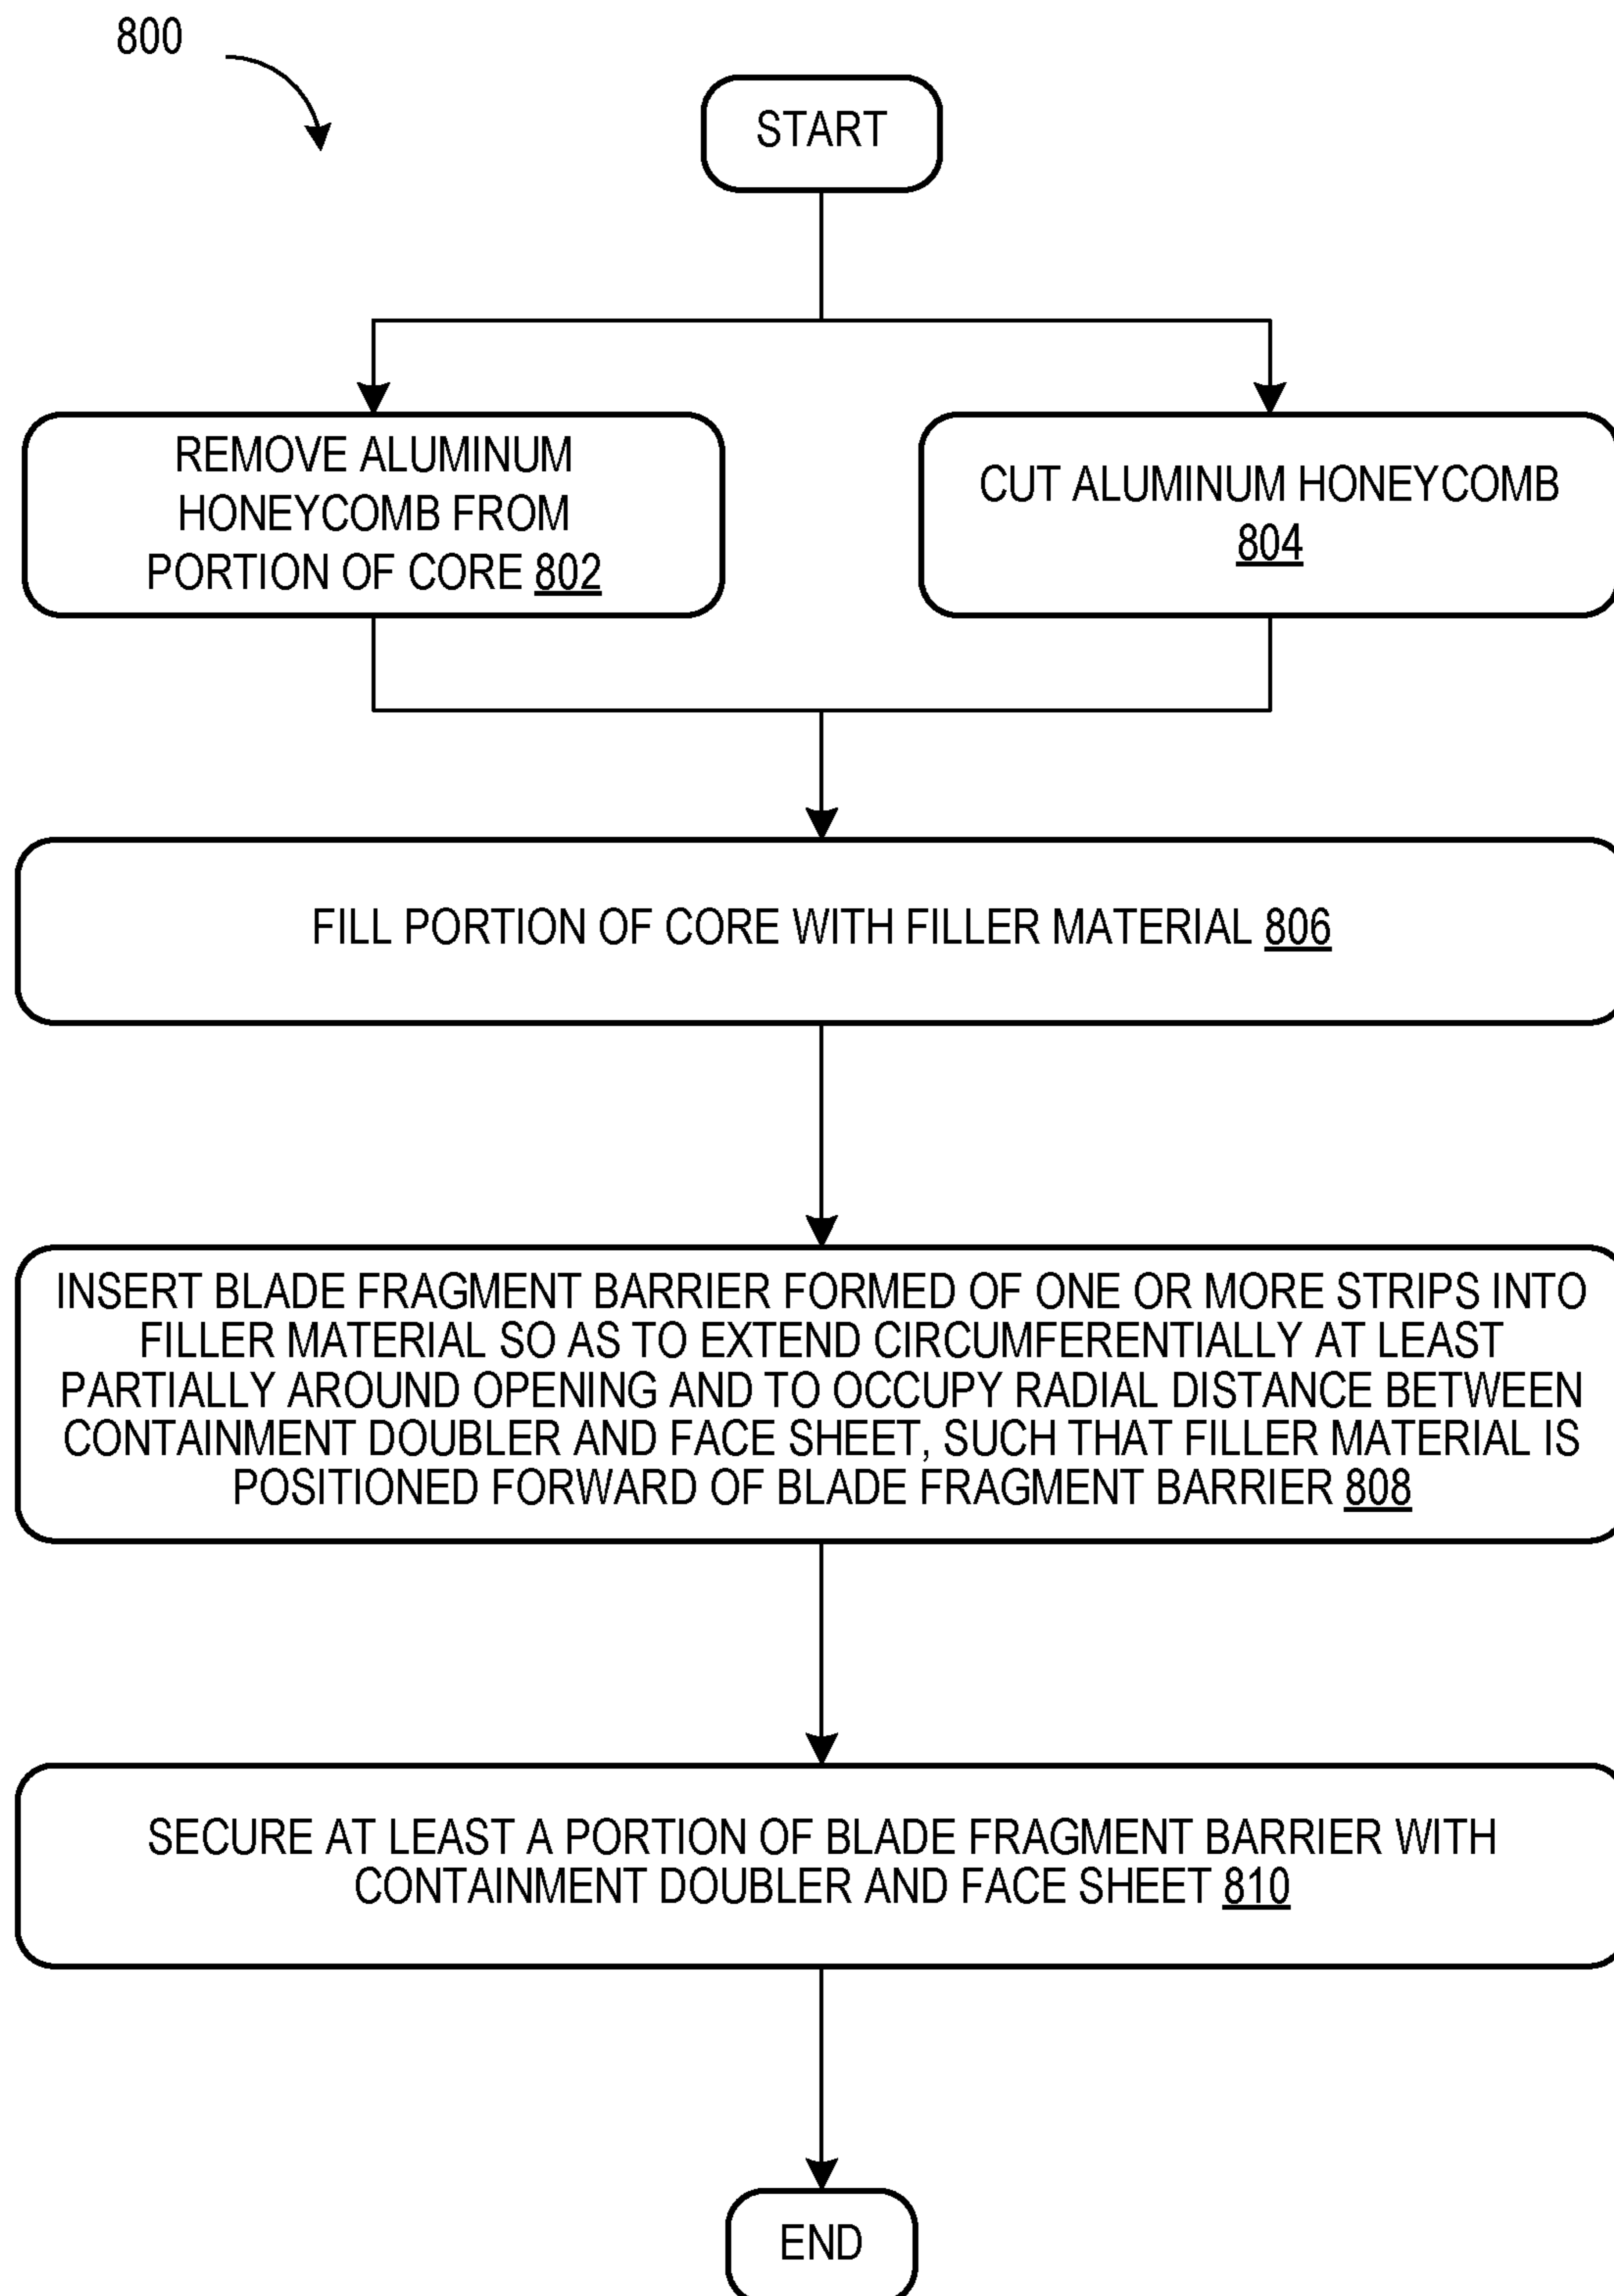 800
START
REMOVE ALUMINUM
HONEYCOMB FROM
PORTION OF CORE 802
CUT ALUMINUM HONEYCOMB
804
FILL PORTION OF CORE WITH FILLER MATERIAL 806
INSERT BLADE FRAGMENT BARRIER FORMED OF ONE OR MORE STRIPS INTO
FILLER MATERIAL SO AS TO EXTEND CIRCUMFERENTIALLY AT LEAST
PARTIALLY AROUND OPENING AND TO OCCUPY RADIAL DISTANCE BETWEEN
CONTAINMENT DOUBLER AND FACE SHEET, SUCH THAT FILLER MATERIAL IS
POSITIONED FORWARD OF BLADE FRAGMENT BARRIER 808
SECURE AT LEAST A PORTION OF BLADE FRAGMENT BARRIER WITH
CONTAINMENT DOUBLER AND FACE SHEET 810
END